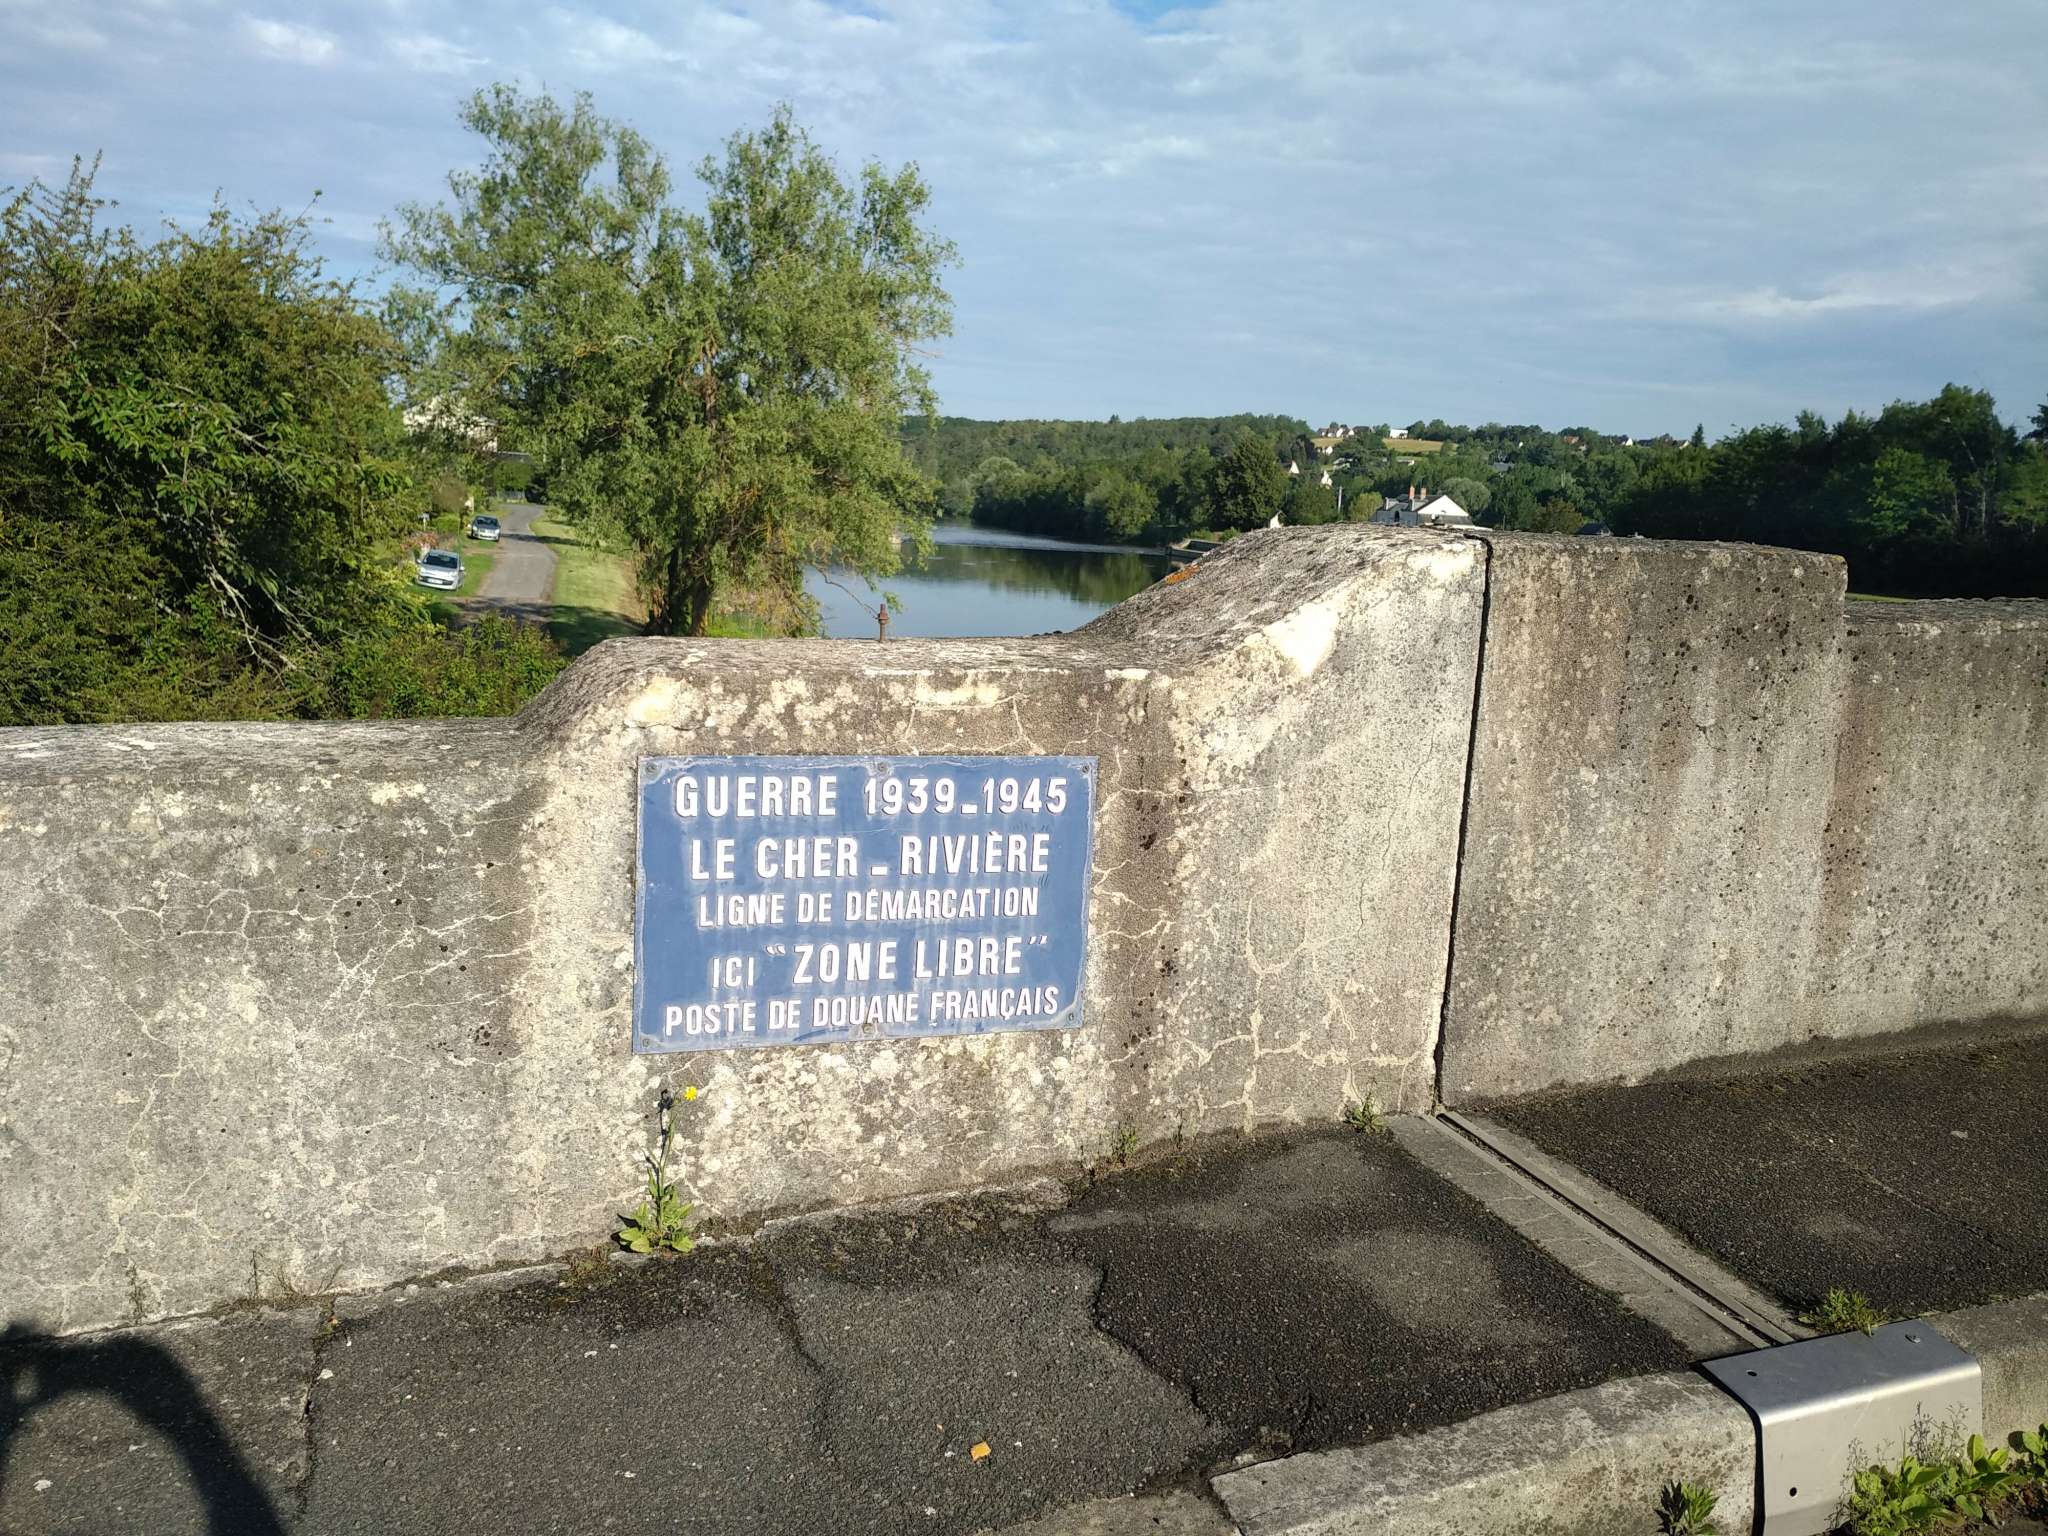 GUERRE 1939-1945
LE CHER - RIVIÈRE
LIGNE DE DÉMARCATION
ICI "ZONE LIBRE"
POSTE DE DOUANE FRANÇAIS